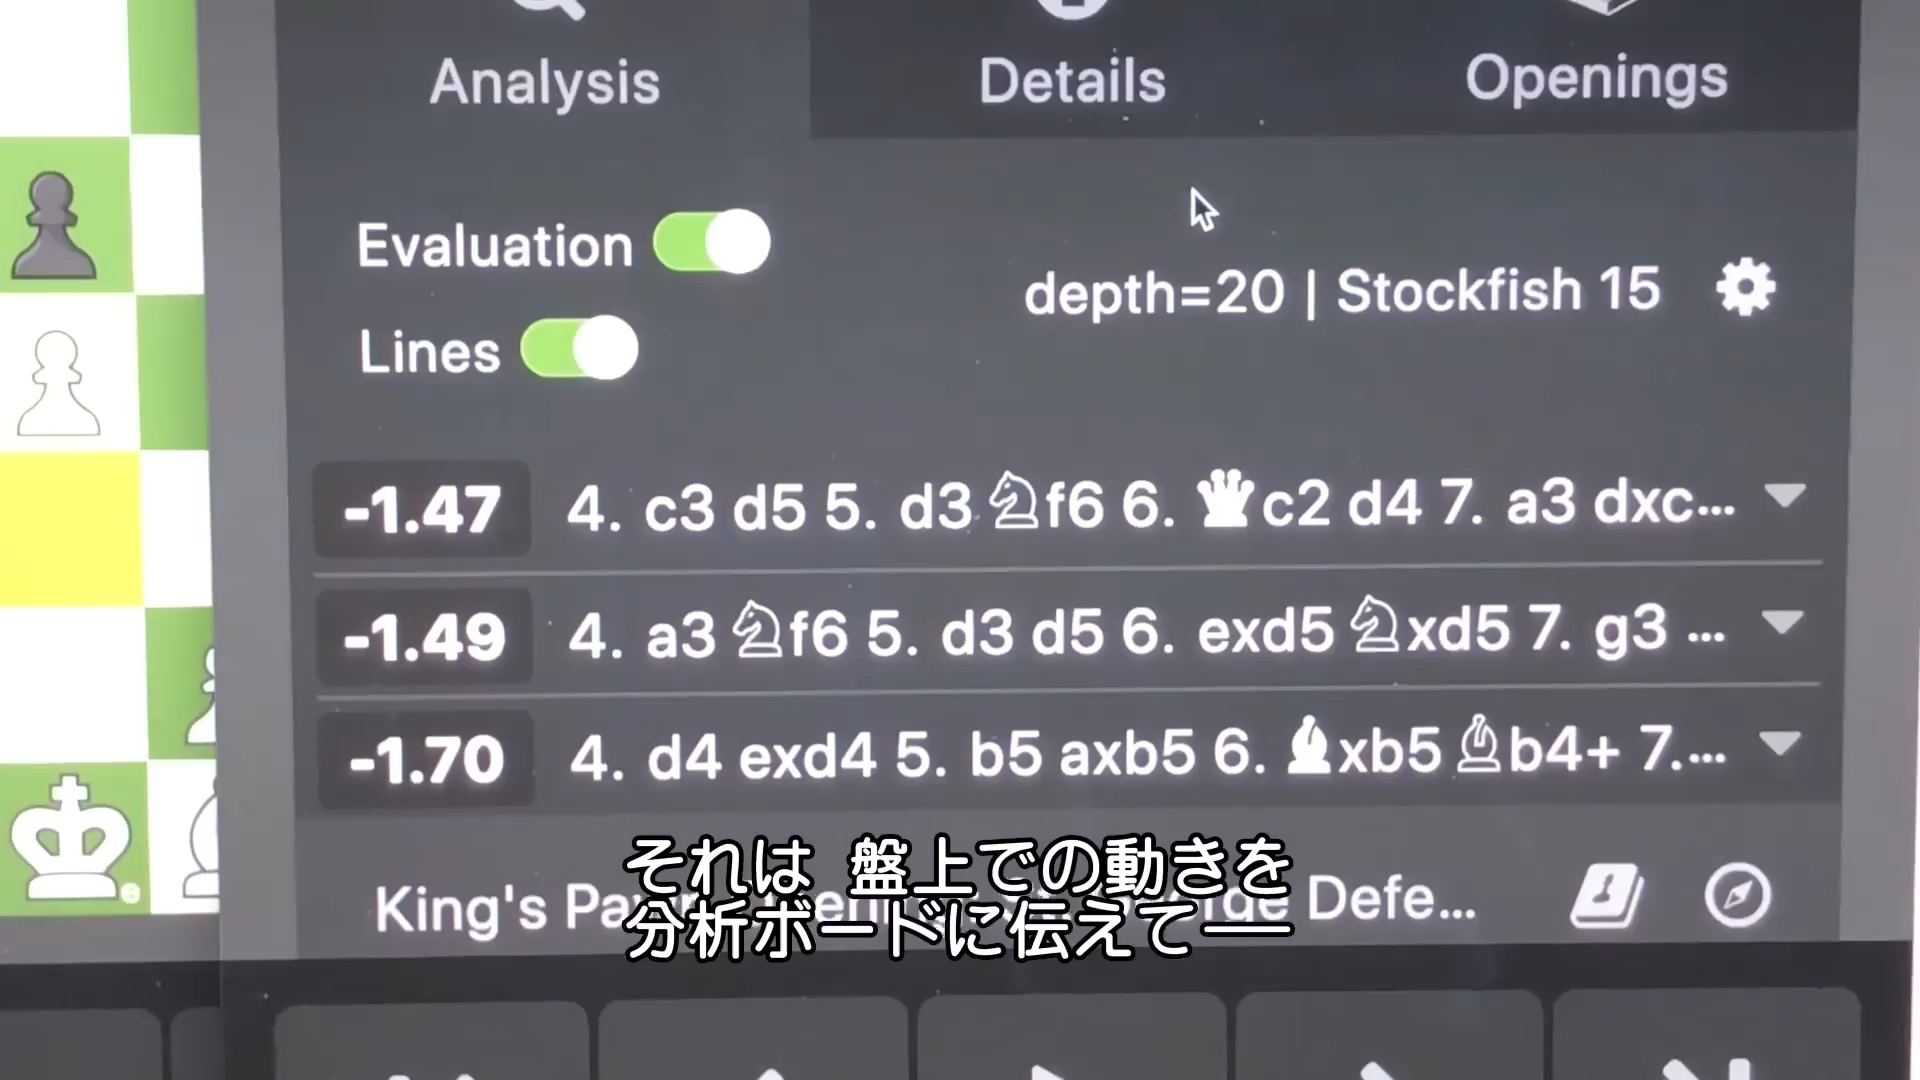 Analysis
Details
Openings
Evaluation
depth=20 | Stockfish 15
Lines
-1.47 4. c3 d5 5. d3 ♘f6 6. ♛c2 d4 7. a3 dxc...
-1.49 4. a3 ♘f6 5. d3 d5 6. exd5 ♘xd5 7. g3 ...
-1.70 4. d4 exd4 5. b5 axb5 6. ♝xb5 ♗b4+ 7....
King's Defe...
それは 盤上での動きを
分析ボードに伝えて──